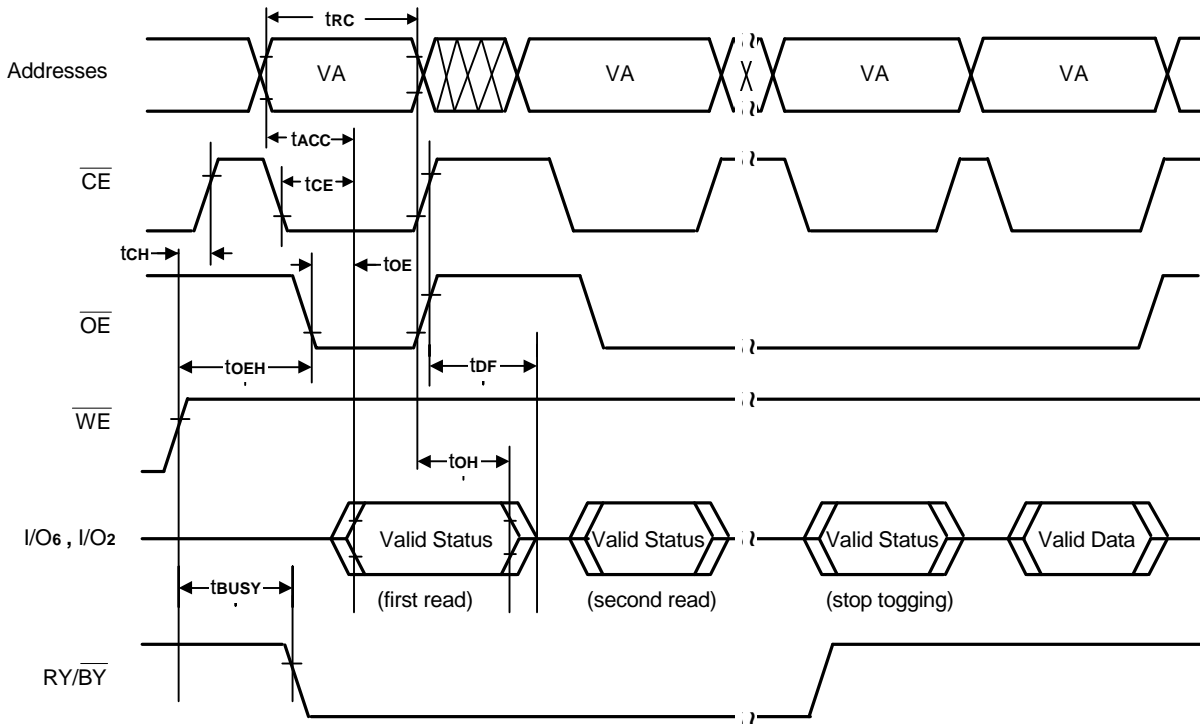 tRC
Addresses VA VA VA VA
tACC
CE tCE
tCH tOE
OE
tOEH tDF
WE
tOH
I/O6 , I/O2 Valid Status Valid Status Valid Status Valid Data
tBUSY (first read) (second read) (stop togging)
RY/BY